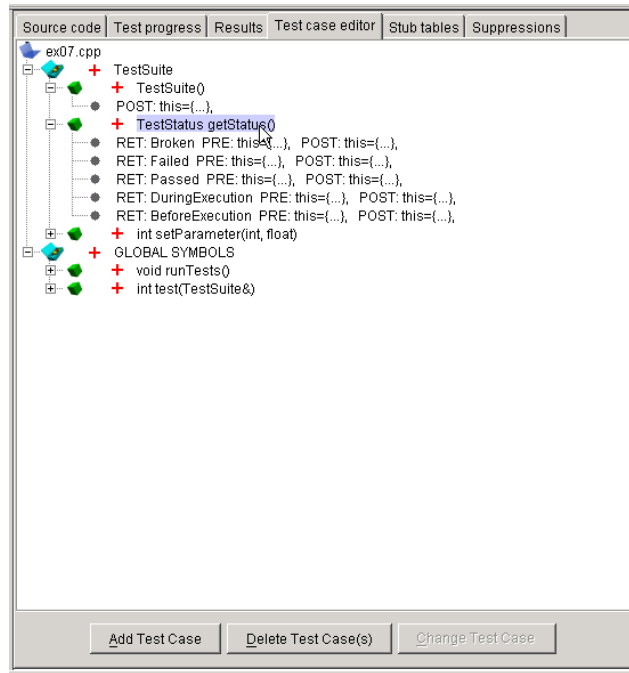 Source code Test progress Results Test case editor Stub tables Suppressions
ex07.cpp
TestSuite
TestSuite()
POST: this={...},
TestStatus getStatus()
RET: Broken PRE: this={...}, POST: this={...},
RET: Failed PRE: this={...}, POST: this={...},
RET: Passed PRE: this={...}, POST: this={...},
RET: DuringExecution PRE: this={...}, POST: this={...},
RET: BeforeExecution PRE: this={...}, POST: this={...},
int setParameter(int, float)
GLOBAL SYMBOLS
void runTests()
int test(TestSuite&)
Add Test Case Delete Test Case(s) Change Test Case